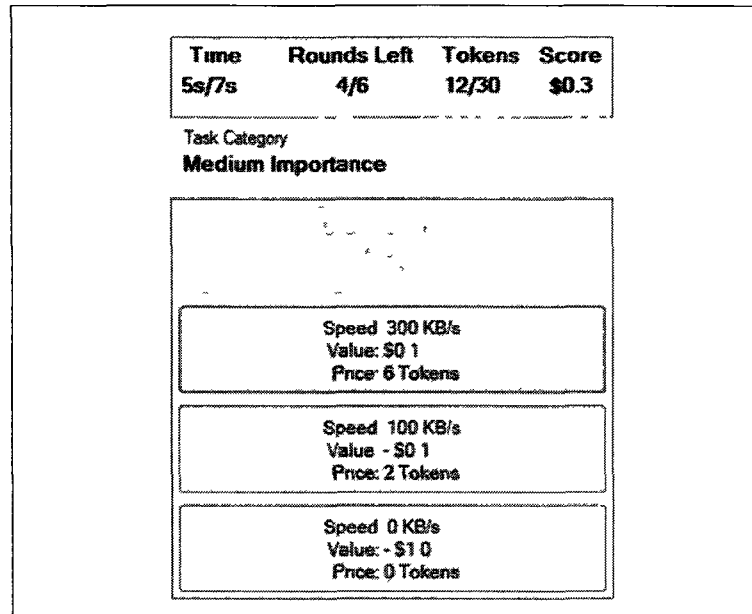 Time Rounds Left Tokens Score
5s/7s 4/6 12/30 $0.3
Task Category
Medium Importance
Speed 300 KB/s
Value: $0 1
Price: 6 Tokens
Speed 100 KB/s
Value - $0 1
Price: 2 Tokens
Speed 0 KB/s
Value: - $1 0
Price: 0 Tokens